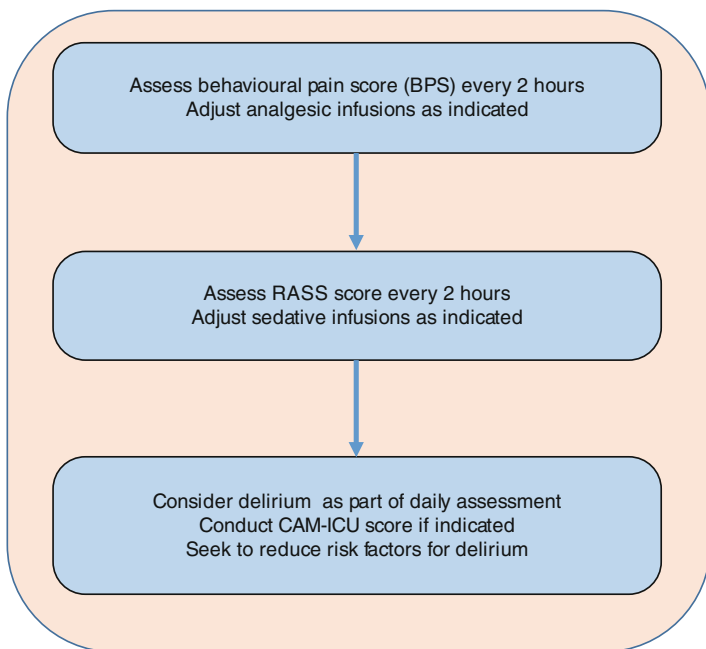 Assess behavioural pain score (BPS) every 2 hours
Adjust analgesic infusions as indicated
Assess RASS score every 2 hours
Adjust sedative infusions as indicated
Consider delirium as part of daily assessment
Conduct CAM-ICU score if indicated
Seek to reduce risk factors for delirium